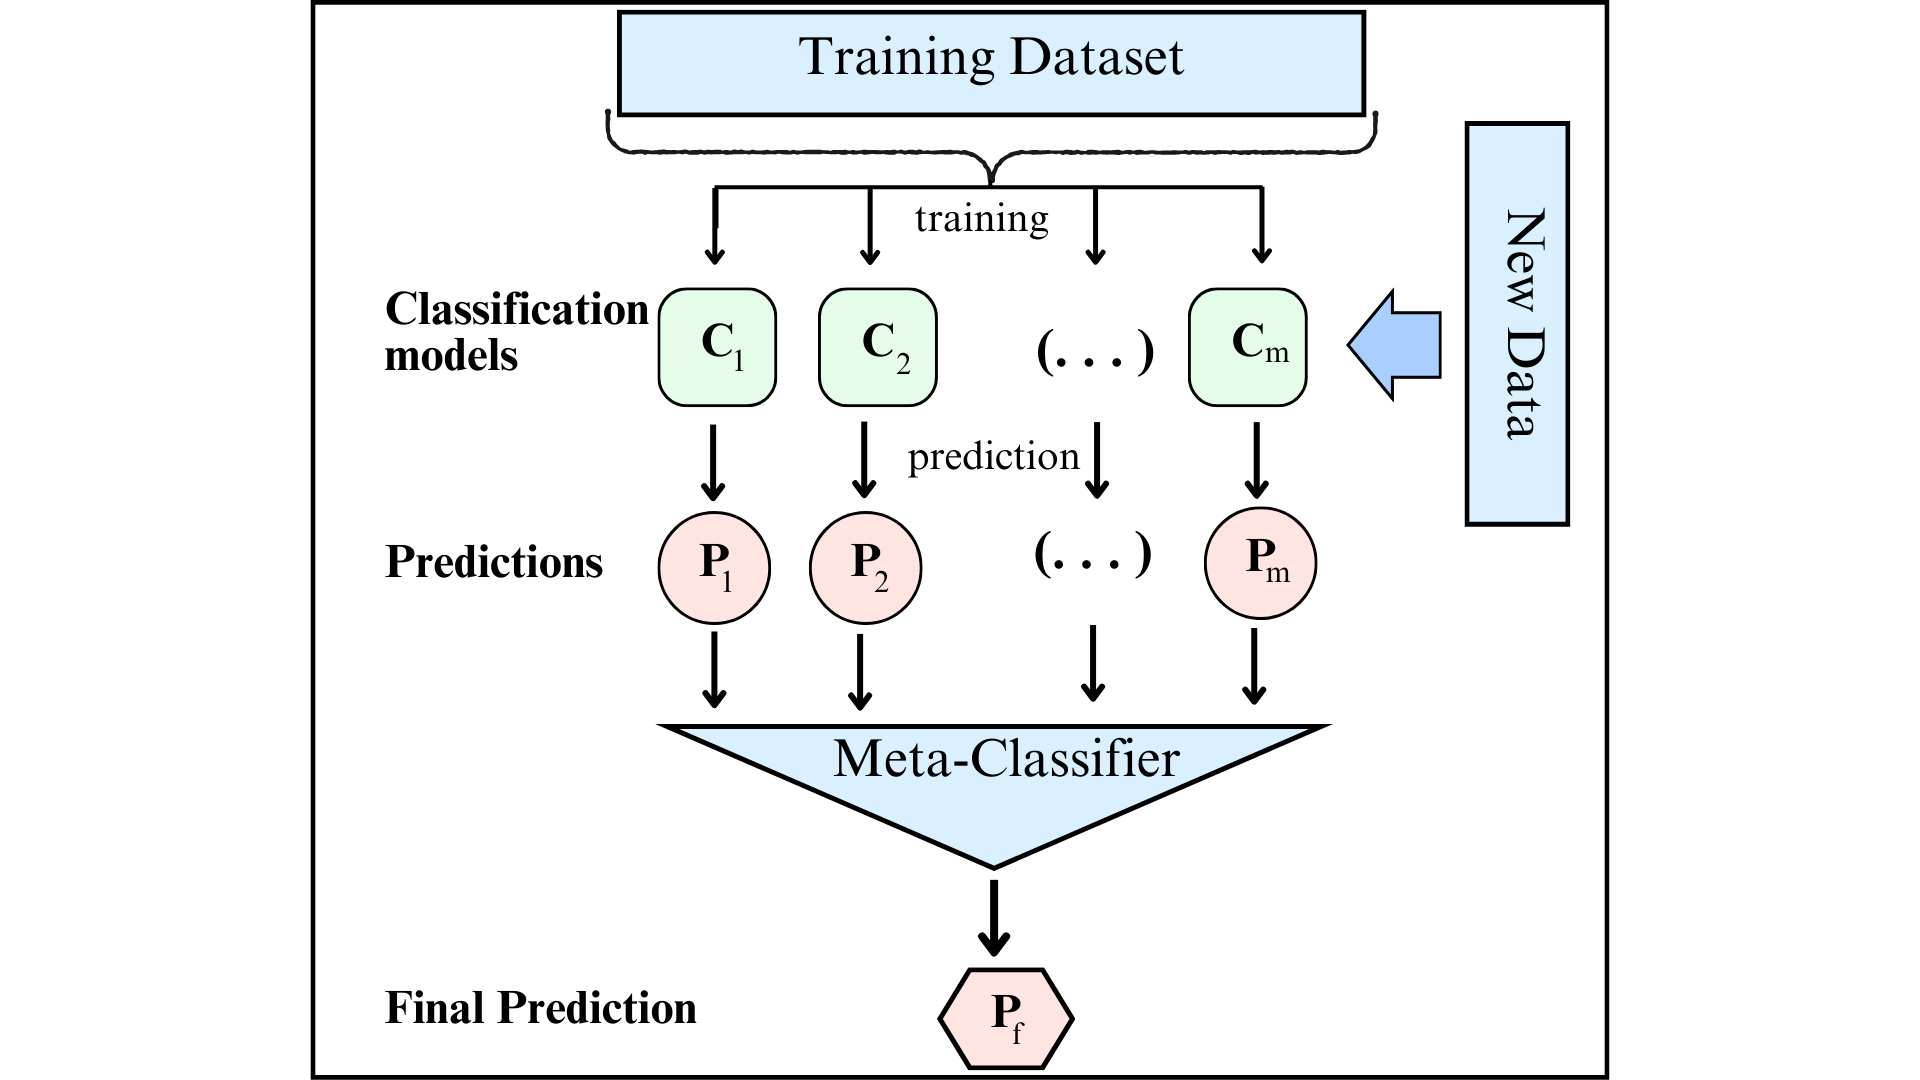 Training Dataset
training
New Data
Classification
models
C1
C2
(. . . )
Cm
prediction
Predictions
P1
P2
(. . . )
Pm
Meta-Classifier
Final Prediction
Pf